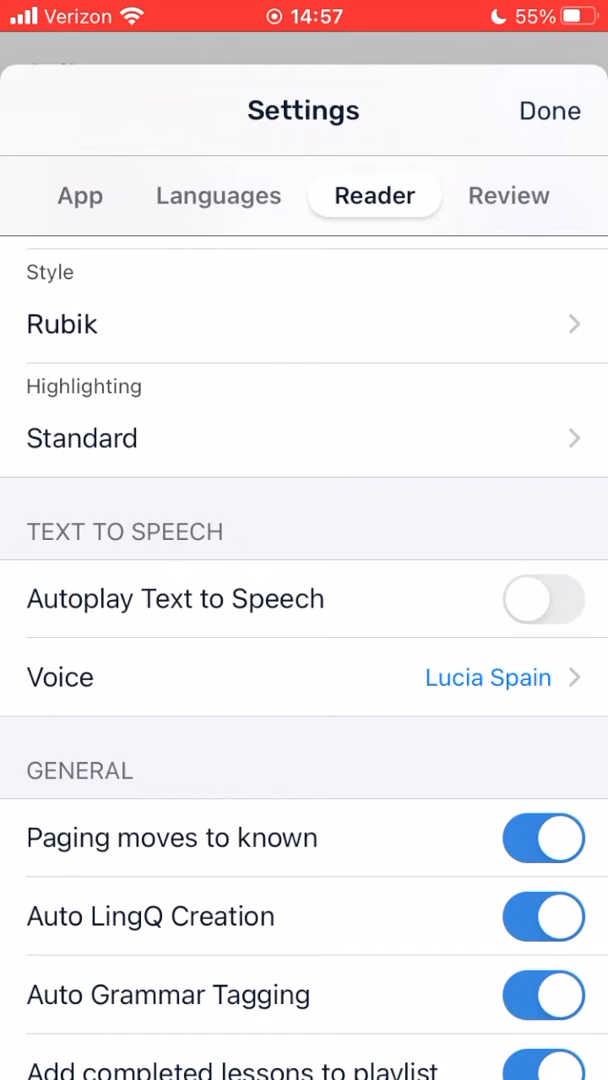 Verizon 14:57 55%
Settings Done
App Languages Reader Review
Style
Rubik
Highlighting
Standard
TEXT TO SPEECH
Autoplay Text to Speech
Voice Lucia Spain
GENERAL
Paging moves to known
Auto LingQ Creation
Auto Grammar Tagging
Add completed lessons to playlist